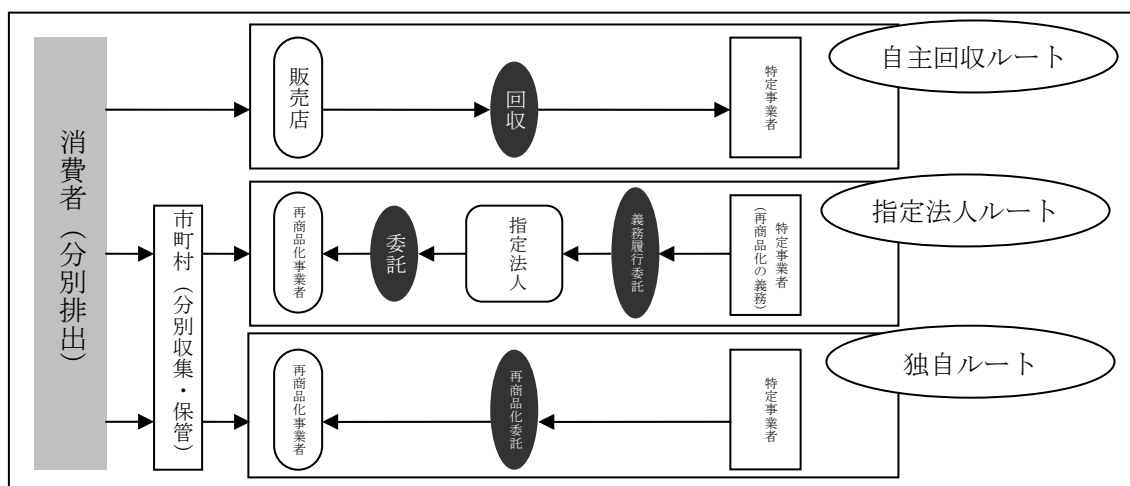 消費者（分別排出）
市町村（分別収集・保管）
販売店
回収
特定事業者
自主回収ルート
再商品化事業者
委託
指定法人
義務履行委託
特定事業者
（再商品化の義務）
指定法人ルート
再商品化事業者
再商品化委託
特定事業者
独自ルート